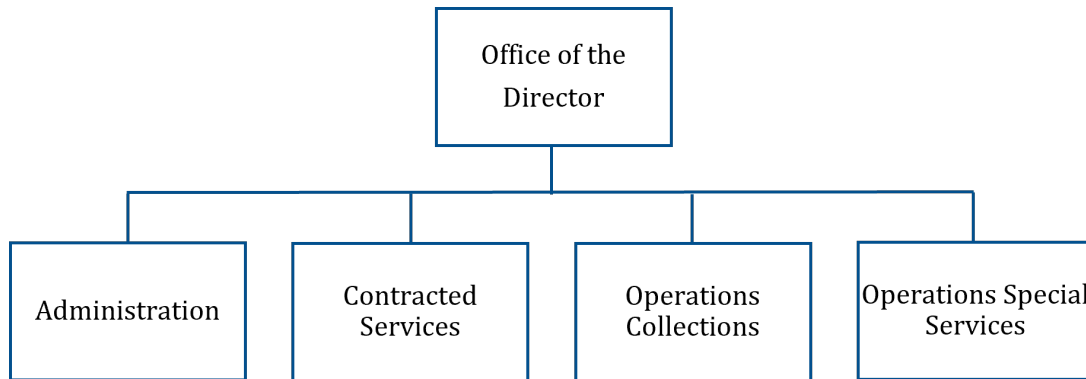 Office of the
Director
Administration
Contracted
Services
Operations
Collections
Operations Special
Services